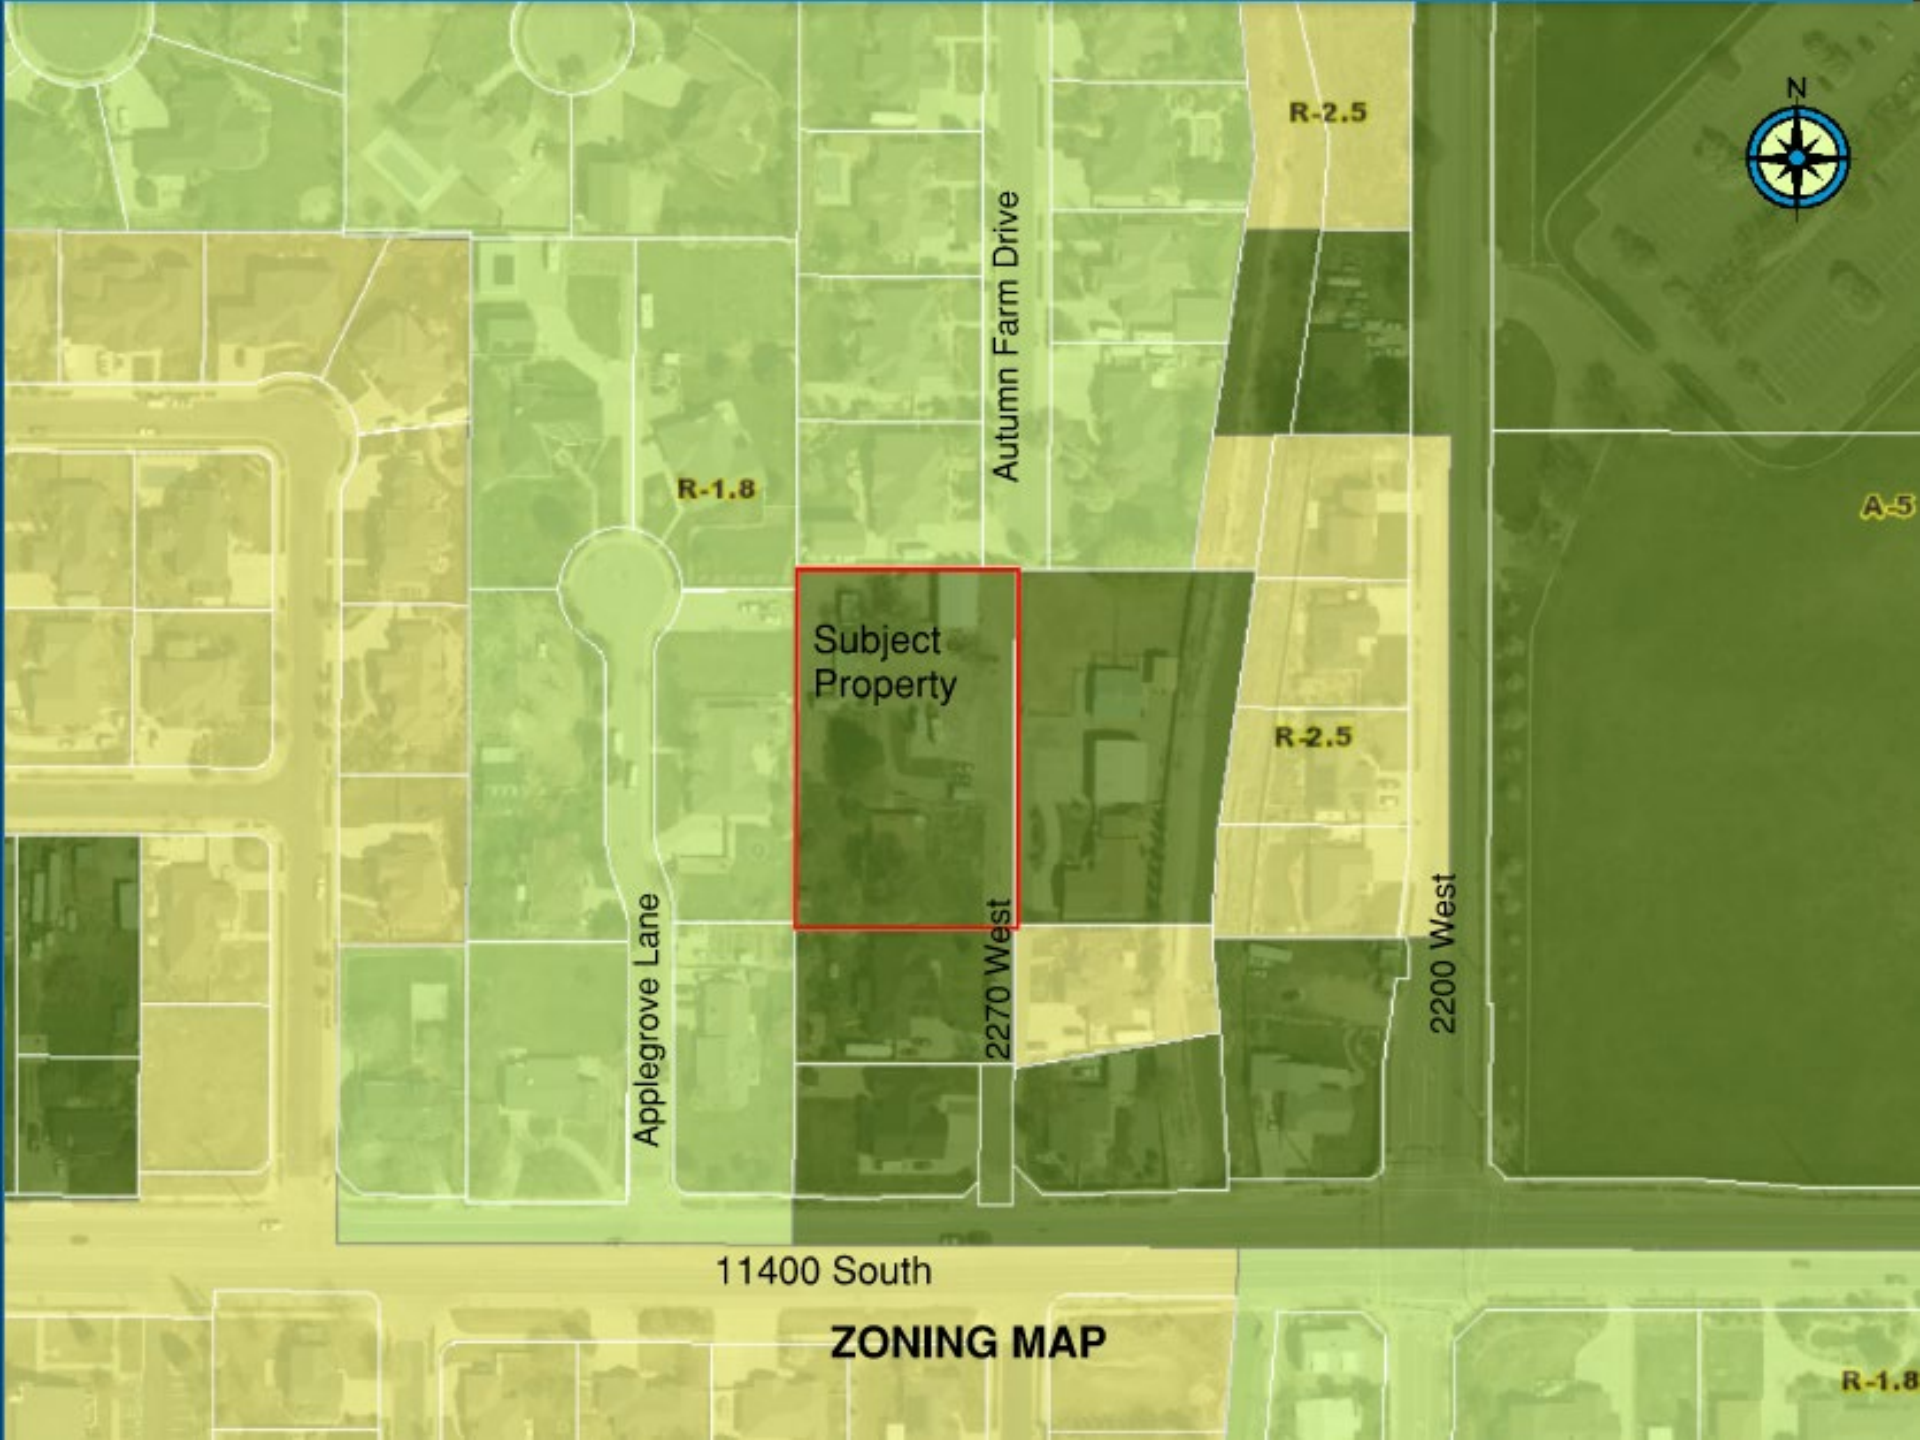 N
R-2.5
Autumn Farm Drive
R-1.8
A-5
Subject
Property
R-2.5
2200 West
Applegrove Lane
2270 West
11400 South
ZONING MAP
R-1.8